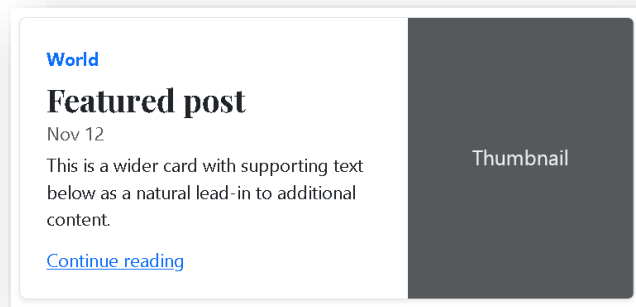 World
Featured post
Nov 12
This is a wider card with supporting text
below as a natural lead-in to additional
content.
Continue reading
Thumbnail